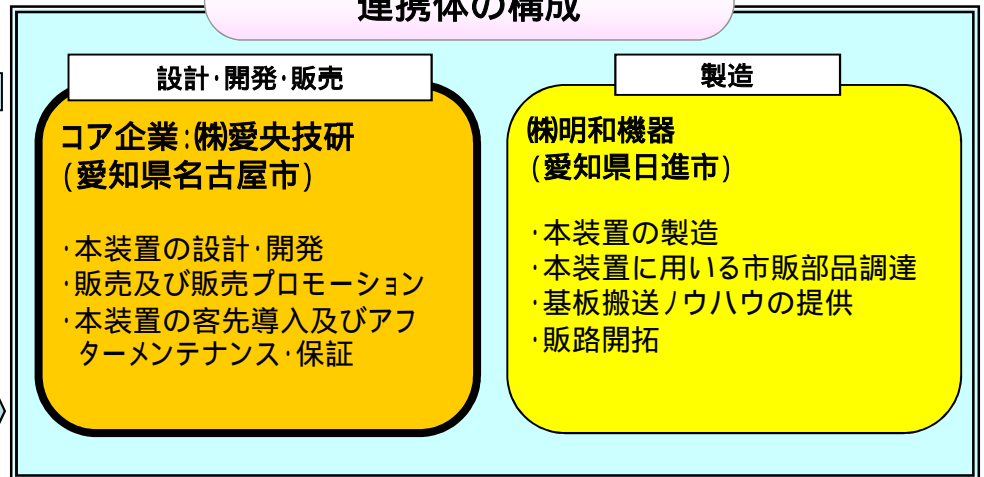 連携体の構成
設計・開発・販売
コア企業:㈱愛央技研
(愛知県名古屋市)
・本装置の設計・開発
・販売及び販売プロモーション
・本装置の客先導入及びアフ
ターメンテナンス・保証
製造
㈱明和機器
(愛知県日進市)
・本装置の製造
・本装置に用いる市販部品調達
・基板搬送ノウハウの提供
・販路開拓